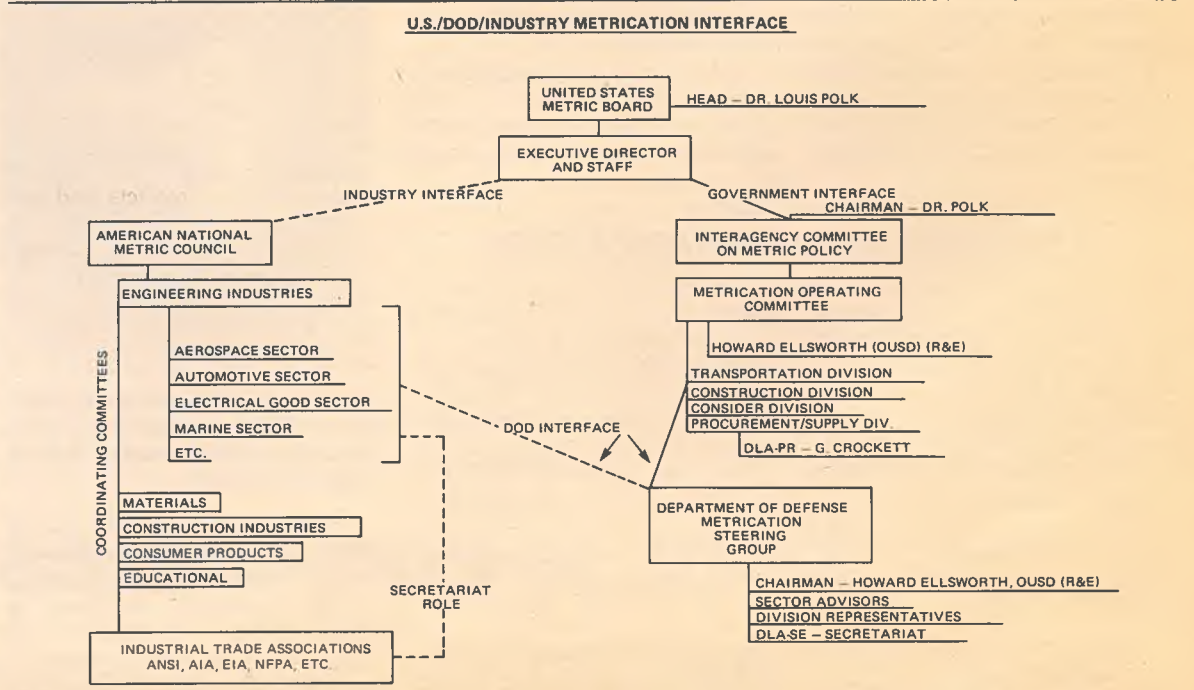 U.S./DOD/INDUSTRY METRICATION INTERFACE
UNITED STATES
METRIC BOARD
HEAD – DR. LOUIS POLK
EXECUTIVE DIRECTOR
AND STAFF
INDUSTRY INTERFACE
GOVERNMENT INTERFACE
CHAIRMAN – DR. POLK
AMERICAN NATIONAL
METRIC COUNCIL
INTERAGENCY COMMITTEE
ON METRIC POLICY
ENGINEERING INDUSTRIES
METRICATION OPERATING
COMMITTEE
COORDINATING COMMITTEES
AEROSPACE SECTOR
AUTOMOTIVE SECTOR
ELECTRICAL GOOD SECTOR
MARINE SECTOR
ETC.
HOWARD ELLSWORTH (OUSD) (R&E)
TRANSPORTATION DIVISION
CONSTRUCTION DIVISION
CONSIDER DIVISION
PROCUREMENT/SUPPLY DIV.
DLA-PR – G. CROCKETT
DOD INTERFACE
MATERIALS
CONSTRUCTION INDUSTRIES
CONSUMER PRODUCTS
EDUCATIONAL
DEPARTMENT OF DEFENSE
METRICATION
STEERING
GROUP
SECRETARIAT
ROLE
CHAIRMAN – HOWARD ELLSWORTH, OUSD (R&E)
SECTOR ADVISORS
DIVISION REPRESENTATIVES
DLA-SE – SECRETARIAT
INDUSTRIAL TRADE ASSOCIATIONS
ANSI, AIA, EIA, NFPA, ETC.